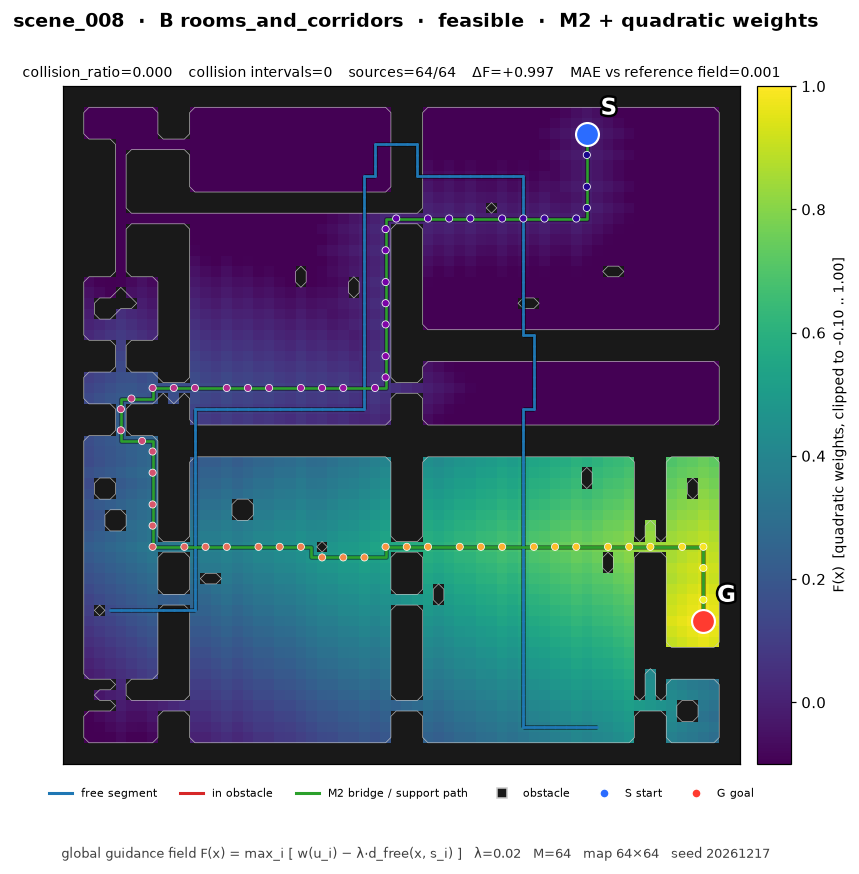 scene_008 · B rooms_and_corridors · feasible · M2 + quadratic weights
collision_ratio=0.000 collision intervals=0 sources=64/64 ΔF=+0.997 MAE vs reference field=0.001
S
G
1.0
0.8
0.6
0.4
0.2
0.0
F(x) [quadratic weights, clipped to -0.10 .. 1.00]
free segment
in obstacle
M2 bridge / support path
obstacle
S start
G goal
global guidance field F(x) = max_i [ w(u_i) − λ·d_free(x, s_i) ] λ=0.02 M=64 map 64×64 seed 20261217